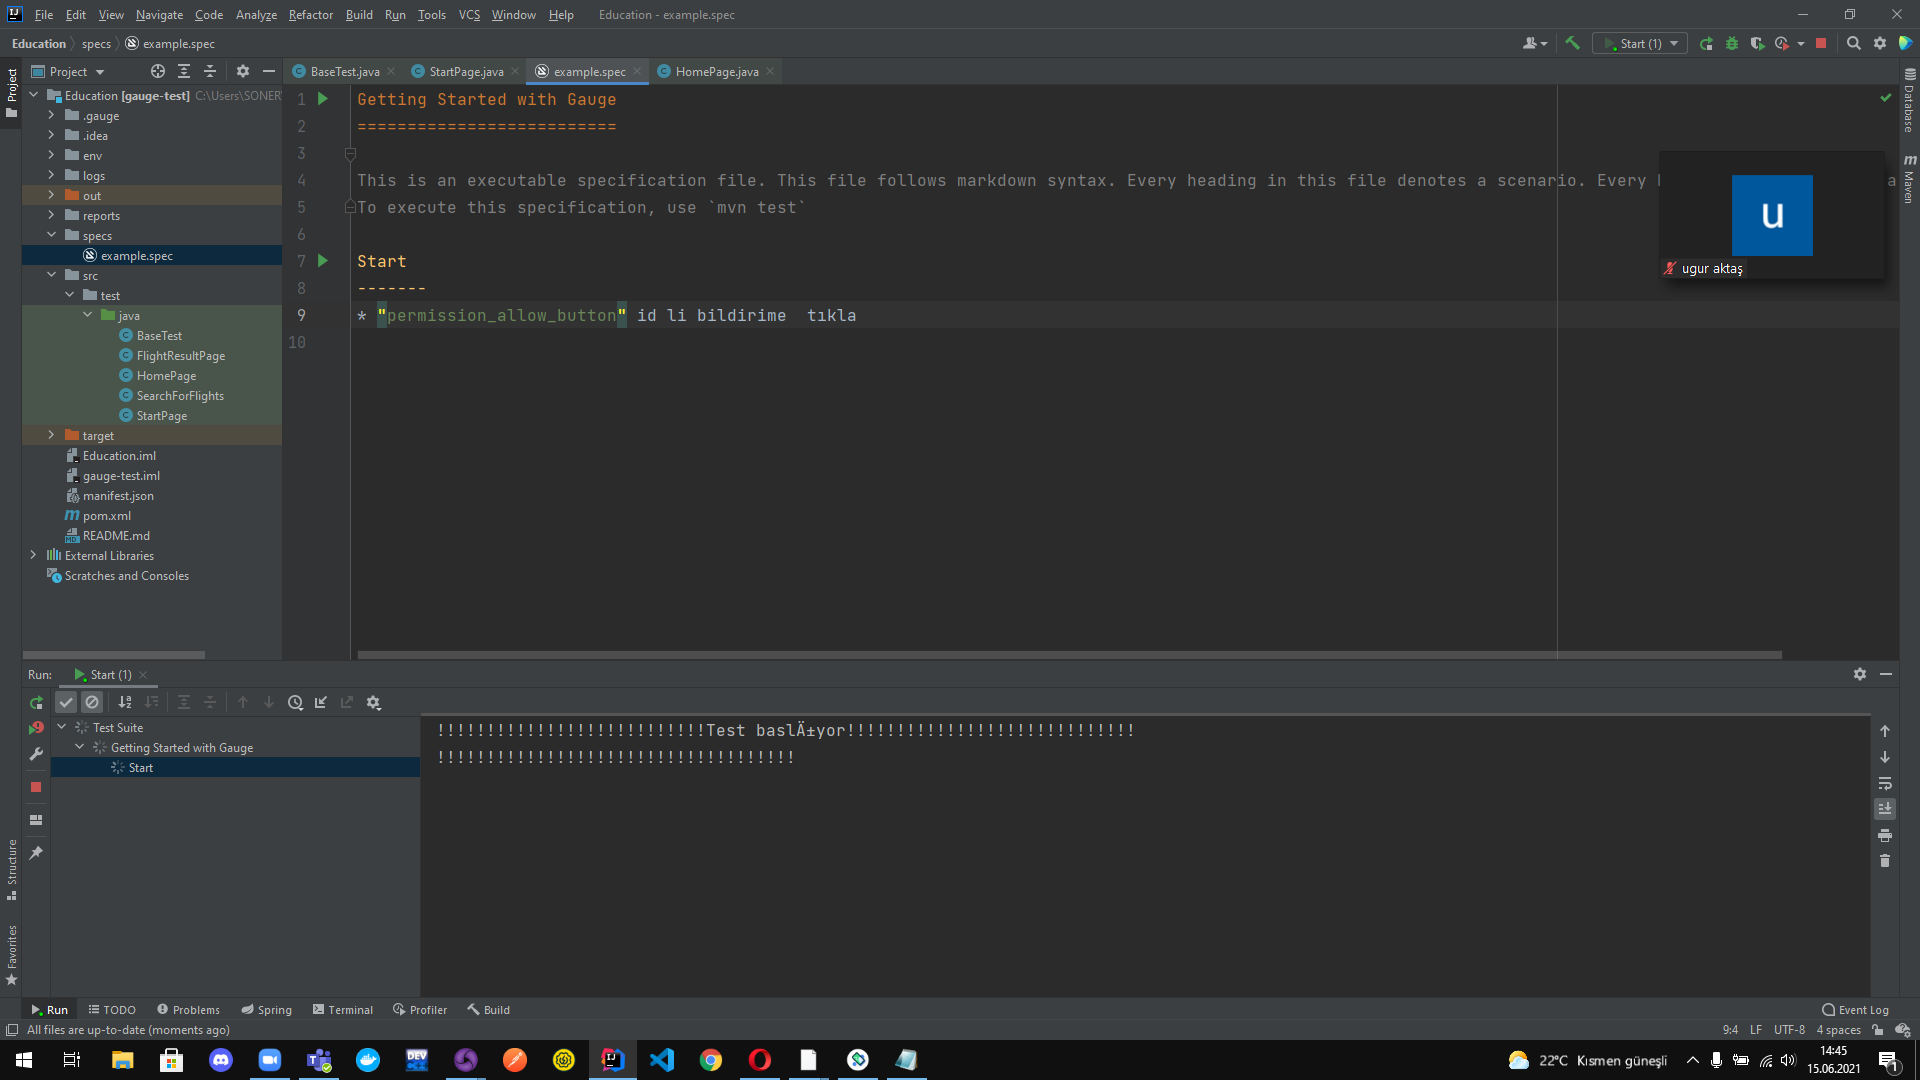 File Edit View Navigate Code Analyze Refactor Build Run Tools VCS Window Help Education - example.spec
Education specs example.spec Start (1)
Project
BaseTest.java StartPage.java example.spec HomePage.java
Project
Education [gauge-test] C:\Users\SONER
.gauge
.idea
env
logs
out
reports
specs
example.spec
src
test
java
BaseTest
FlightResultPage
HomePage
SearchForFlights
StartPage
target
Education.iml
gauge-test.iml
manifest.json
pom.xml
README.md
External Libraries
Scratches and Consoles
1 Getting Started with Gauge
2 ==========================
3
4 This is an executable specification file. This file follows markdown syntax. Every heading in this file denotes a scenario. Every
5 To execute this specification, use `mvn test`
6
7 Start
8 -------
9 * "permission_allow_button" id li bildirime  tıkla
10
Database
Maven
u
ugur aktaş
Run: Start (1)
Test Suite
Getting Started with Gauge
Start
!!!!!!!!!!!!!!!!!!!!!!!!!!!Test baslÄ±yor!!!!!!!!!!!!!!!!!!!!!!!!!!!!!
!!!!!!!!!!!!!!!!!!!!!!!!!!!!!!!!!!!!
Structure
Favorites
Run TODO Problems Spring Terminal Profiler Build Event Log
All files are up-to-date (moments ago) 9:4 LF UTF-8 4 spaces
22°C Kısmen güneşli 14:45
15.06.2021